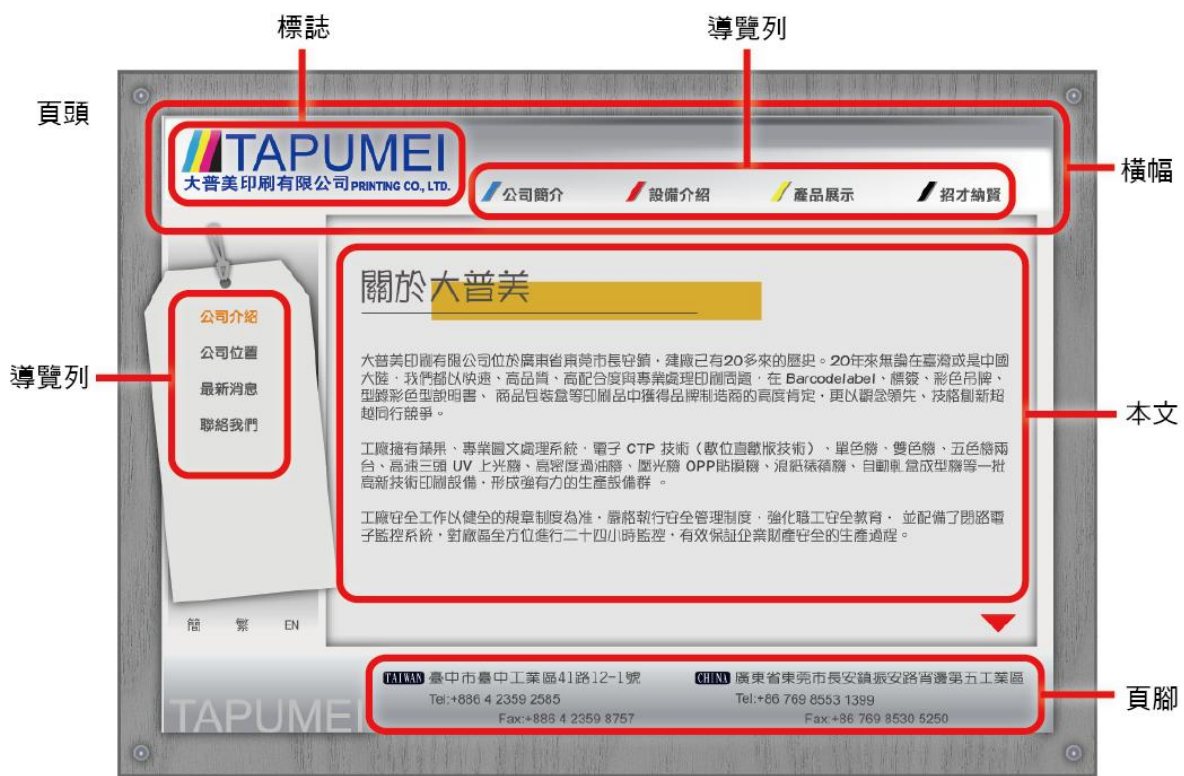 標誌
導覽列
頁頭
TAPUMEI
大普美印刷有限公司 PRINTING CO., LTD.
橫幅
公司簡介
設備介紹
產品展示
招才納賢
關於大普美
導覽列
公司介紹
公司位置
最新消息
聯絡我們
大普美印刷有限公司位於廣東省東莞市長安鎮,建廠已有20多來的歷史。20年來無論在臺灣或是中國
大陸,我們都以快速、高品質、高配合度與專業處理印刷問題,在 Barcodelabel、標簽、彩色吊牌、
型錄彩色型說明書、 商品包裝盒等印刷品中獲得品牌制造商的高度肯定,更以觀念領先、技格創新超
越同行競爭。
工廠擁有蘋果、專業圖文處理系統,電子 CTP 技術(數位直戳版技術)、單色機、雙色機、五色機兩
台、高速三頭 UV 上光機、高密度過油機、壓光機 OPP貼膜機、浪紙裱箱機、自動軋盒成型機等一批
高新技術印刷設備,形成強有力的生產設備群 。
工廠安全工作以健全的規章制度為准,嚴格執行安全管理制度,強化職工安全教育, 並配備了閉路電
子監控系統,對廠區全方位進行二十四小時監控,有效保証企業財產安全的生產過程。
本文
簡 繁 EN
TAPUMEI
TAIWAN 臺中市臺中工業區41路12-1號
Tel:+886 4 2359 2585
Fax:+886 4 2359 8757
CHINA 廣東省東莞市長安鎮振安路霄邊第五工業區
Tel:+86 769 8553 1399
Fax:+86 769 8530 5250
頁腳